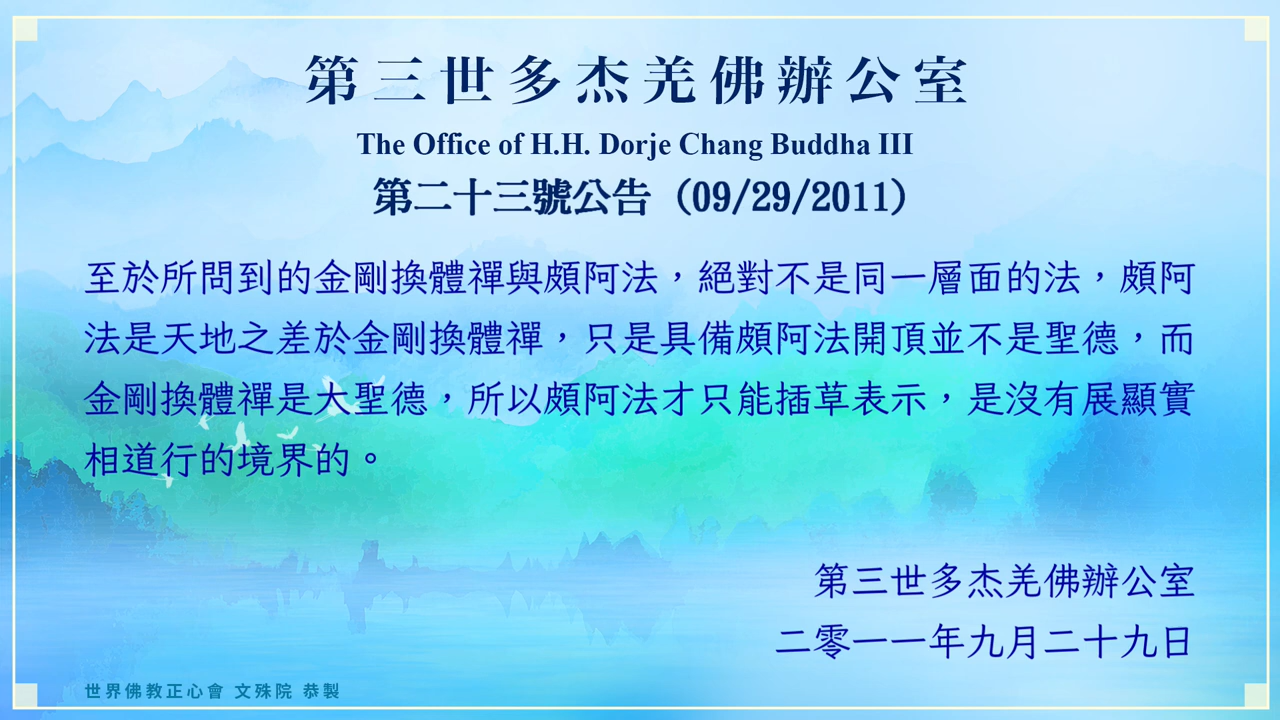 第三世多杰羌佛辦公室
The Office of H.H. Dorje Chang Buddha III
第二十三號公告 (09/29/2011)
至於所問到的金剛換體禪與頗阿法，絕對不是同一層面的法，頗阿
法是天地之差於金剛換體禪，只是具備頗阿法開頂並不是聖德，而
金剛換體禪是大聖德，所以頗阿法才只能插草表示，是沒有展顯實
相道行的境界的。
第三世多杰羌佛辦公室
二零一一年九月二十九日
世界佛教正心會 文殊院 恭製